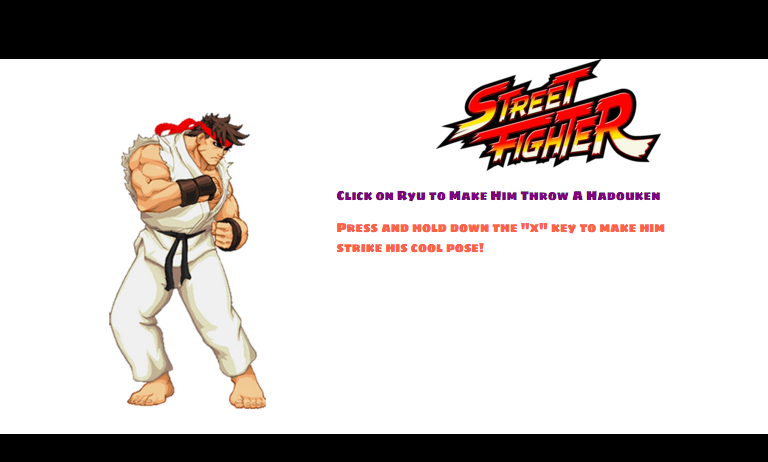 STREET
FIGHTER
Click on Ryu to Make Him Throw A Hadouken
Press and hold down the "x" key to make him
strike his cool pose!